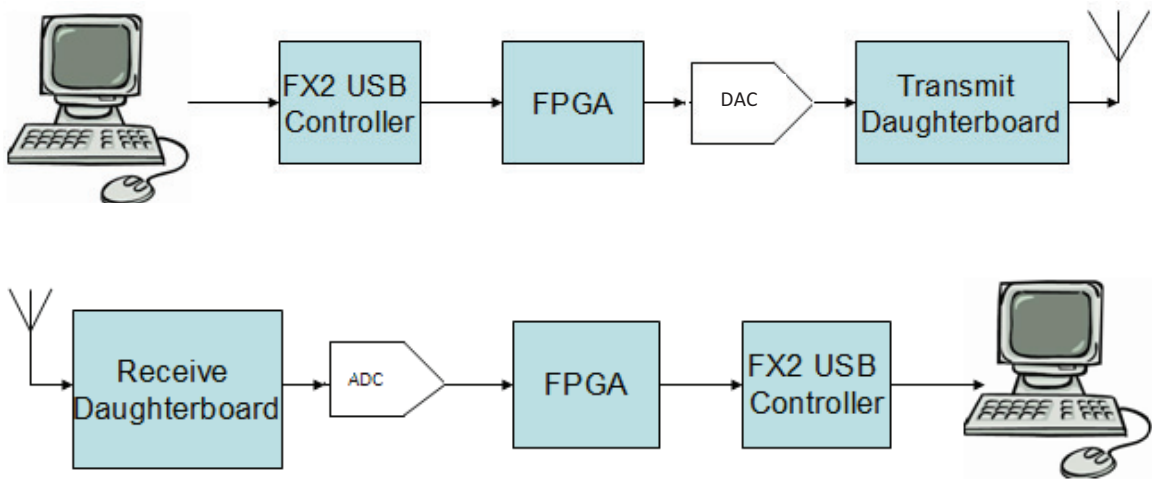 FX2 USB
Controller
FPGA
DAC
Transmit
Daughterboard
Receive
Daughterboard
ADC
FPGA
FX2 USB
Controller